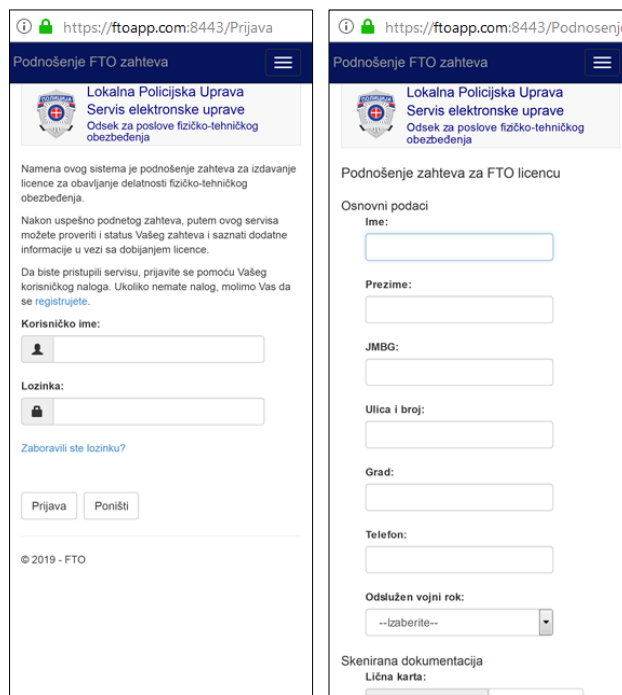 https://ftoapp.com:8443/Prijava
Podnošenje FTO zahteva
Lokalna Policijska Uprava
Servis elektronske uprave
Odsek za poslove fizičko-tehničkog
obezbeđenja
Namena ovog sistema je podnošenje zahteva za izdavanje
licence za obavljanje delatnosti fizičko-tehničkog
obezbeđenja.
Nakon uspešno podnetog zahteva, putem ovog servisa
možete proveriti i status Vašeg zahteva i saznati dodatne
informacije u vezi sa dobijanjem licence.
Da biste pristupili servisu, prijavite se pomoću Vašeg
korisničkog naloga. Ukoliko nemate nalog, molimo Vas da
se registrujete.
Korisničko ime:
Lozinka:
Zaboravili ste lozinku?
Prijava Poništi
© 2019 - FTO
https://ftoapp.com:8443/Podnosenj
Podnošenje FTO zahteva
Lokalna Policijska Uprava
Servis elektronske uprave
Odsek za poslove fizičko-tehničkog
obezbeđenja
Podnošenje zahteva za FTO licencu
Osnovni podaci
Ime:
Prezime:
JMBG:
Ulica i broj:
Grad:
Telefon:
Odslužen vojni rok:
--Izaberite--
Skenirana dokumentacija
Lična karta: